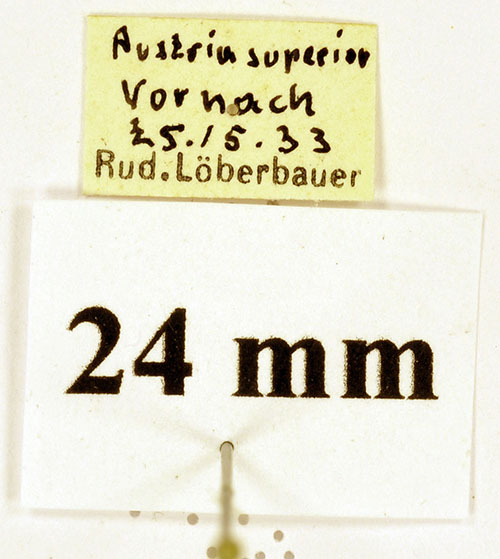 Austria superior
Vornach
25./5.33
Rud. Löberbauer
24 mm